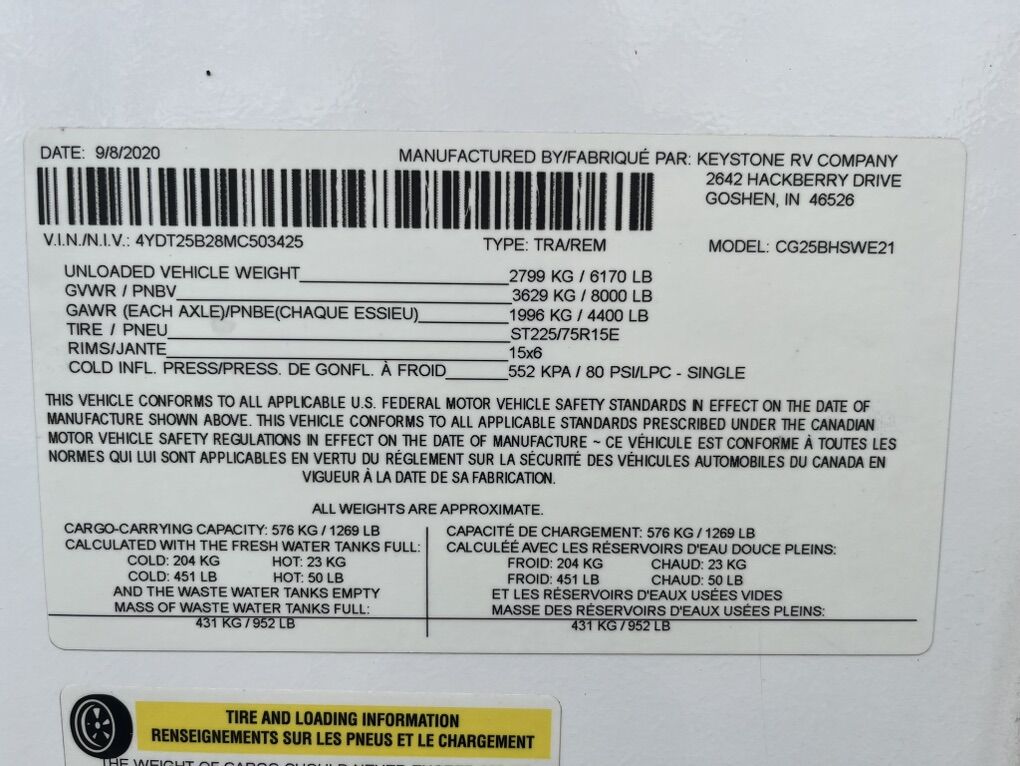 DATE: 9/8/2020
MANUFACTURED BY/FABRIQUÉ PAR: KEYSTONE RV COMPANY
2642 HACKBERRY DRIVE
GOSHEN, IN 46526
V.I.N./N.I.V.: 4YDT25B28MC503425 TYPE: TRA/REM MODEL: CG25BHSWE21
UNLOADED VEHICLE WEIGHT 2799 KG / 6170 LB
GVWR / PNBV 3629 KG / 8000 LB
GAWR (EACH AXLE)/PNBE(CHAQUE ESSIEU) 1996 KG / 4400 LB
TIRE / PNEU ST225/75R15E
RIMS/JANTE 15x6
COLD INFL. PRESS/PRESS. DE GONFL. À FROID 552 KPA / 80 PSI/LPC - SINGLE
THIS VEHICLE CONFORMS TO ALL APPLICABLE U.S. FEDERAL MOTOR VEHICLE SAFETY STANDARDS IN EFFECT ON THE DATE OF
MANUFACTURE SHOWN ABOVE. THIS VEHICLE CONFORMS TO ALL APPLICABLE STANDARDS PRESCRIBED UNDER THE CANADIAN
MOTOR VEHICLE SAFETY REGULATIONS IN EFFECT ON THE DATE OF MANUFACTURE ~ CE VÉHICULE EST CONFORME À TOUTES LES
NORMES QUI LUI SONT APPLICABLES EN VERTU DU RÉGLEMENT SUR LA SÉCURITÉ DES VÉHICULES AUTOMOBILES DU CANADA EN
VIGUEUR À LA DATE DE SA FABRICATION.
ALL WEIGHTS ARE APPROXIMATE.
CARGO-CARRYING CAPACITY: 576 KG / 1269 LB
CALCULATED WITH THE FRESH WATER TANKS FULL:
COLD: 204 KG HOT: 23 KG
COLD: 451 LB HOT: 50 LB
AND THE WASTE WATER TANKS EMPTY
MASS OF WASTE WATER TANKS FULL:
431 KG / 952 LB
CAPACITÉ DE CHARGEMENT: 576 KG / 1269 LB
CALCULÉE AVEC LES RÉSERVOIRS D'EAU DOUCE PLEINS:
FROID: 204 KG CHAUD: 23 KG
FROID: 451 LB CHAUD: 50 LB
ET LES RÉSERVOIRS D'EAUX USÉES VIDES
MASSE DES RÉSERVOIRS D'EAUX USÉES PLEINS:
431 KG / 952 LB
TIRE AND LOADING INFORMATION
RENSEIGNEMENTS SUR LES PNEUS ET LE CHARGEMENT
THE WEIGHT OF CARGO SHOULD NEVER